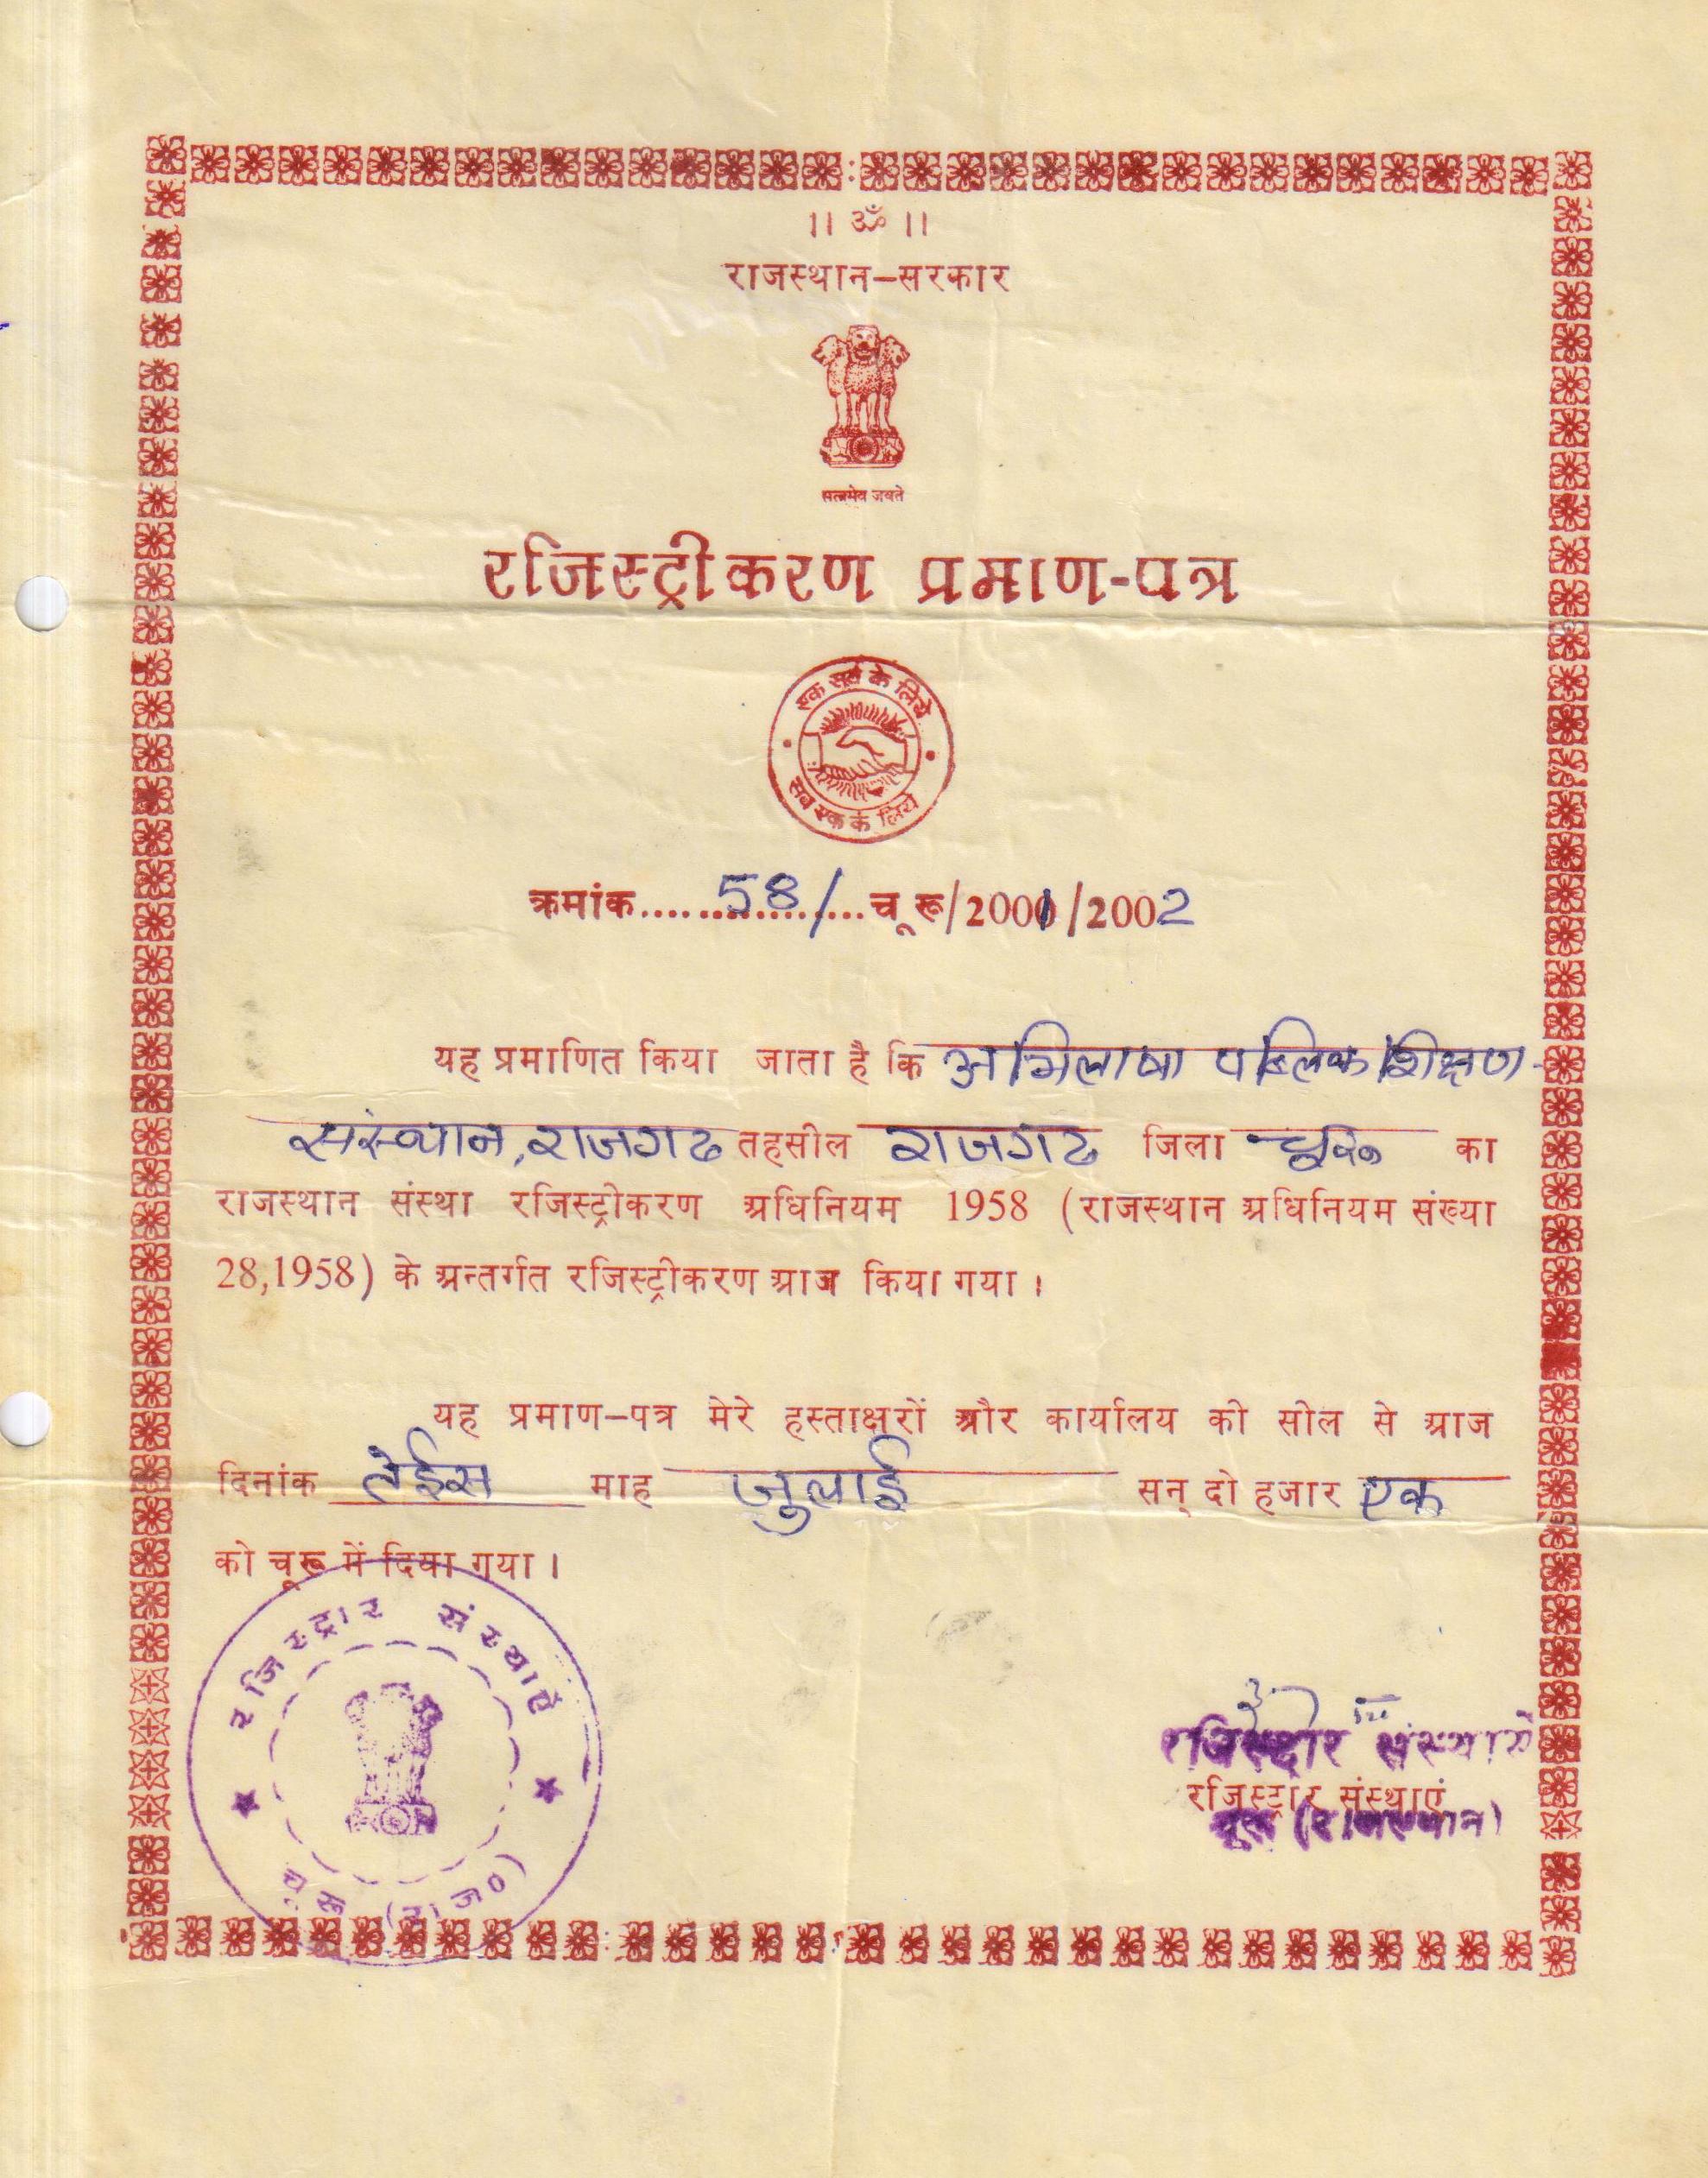 ।। ॐ ।।
राजस्थान-सरकार
सत्यमेव जयते
रजिस्ट्रीकरण प्रमाण-पत्र
एक सब के लिये
सब एक के लिये
क्रमांक.....58/.....चूरू/2001/2002
यह प्रमाणित किया जाता है कि अभिलाषा पब्लिक शिक्षण
संस्थान, राजगढ तहसील राजगढ जिला चूरू का
राजस्थान संस्था रजिस्ट्रीकरण अधिनियम 1958 (राजस्थान अधिनियम संख्या
28,1958) के अन्तर्गत रजिस्ट्रीकरण आज किया गया।
यह प्रमाण-पत्र मेरे हस्ताक्षरों और कार्यालय की सील से आज
दिनांक तेईस माह जुलाई सन् दो हजार एक
को चूरू में दिया गया।
रजिस्ट्रार संस्थाएं
चूरू (राज०)
रजिस्ट्रार संस्थायें
रजिस्ट्रार संस्थाएं
चूरू (राजस्थान)